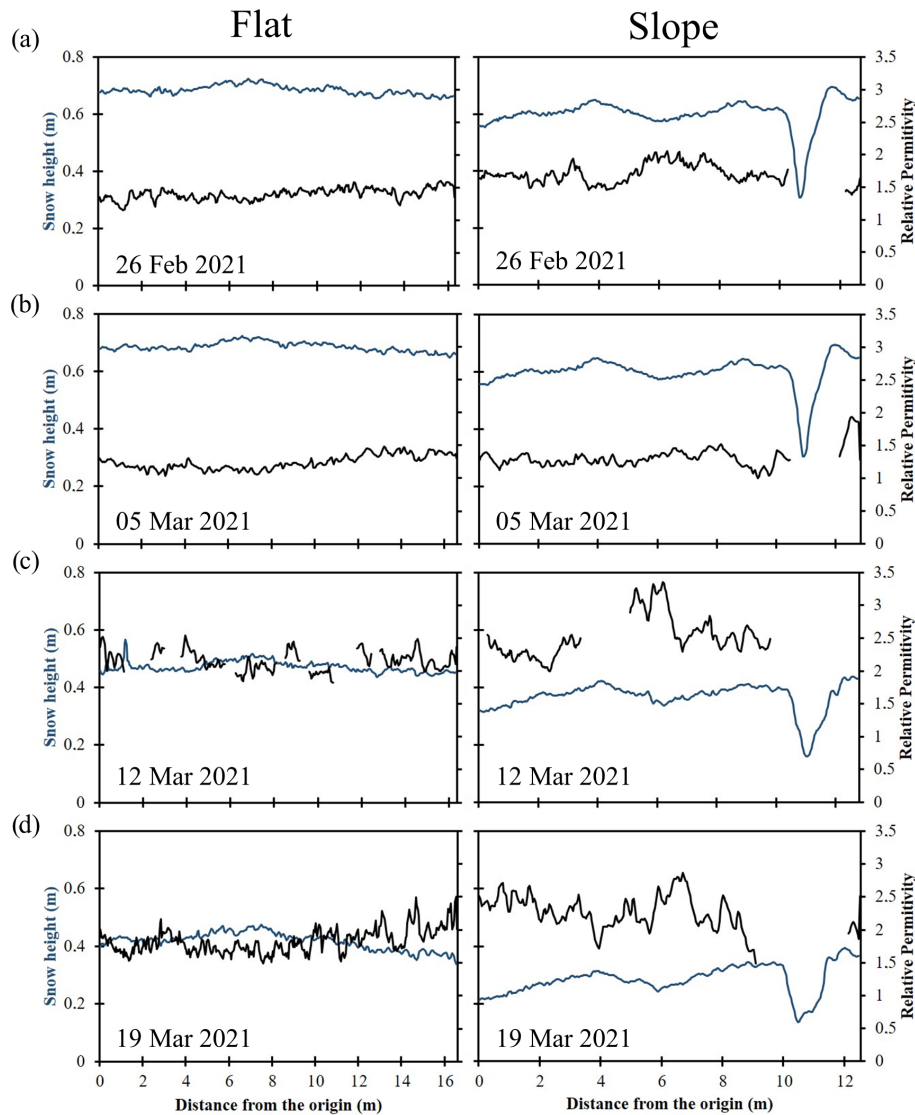 Flat
Slope
(a)
0.8
0.6
0.4
0.2
0
Snow height (m)
26 Feb 2021
26 Feb 2021
3.5
3
2.5
2
1.5
1
0.5
0
Relative Permitivity
(b)
0.8
0.6
0.4
0.2
0
Snow height (m)
05 Mar 2021
05 Mar 2021
3.5
3
2.5
2
1.5
1
0.5
0
Relative Permitivity
(c)
0.8
0.6
0.4
0.2
0
Snow height (m)
12 Mar 2021
12 Mar 2021
3.5
3
2.5
2
1.5
1
0.5
0
Relative Permitivity
(d)
0.8
0.6
0.4
0.2
0
Snow height (m)
19 Mar 2021
19 Mar 2021
3.5
3
2.5
2
1.5
1
0.5
0
Relative Permitivity
0 2 4 6 8 10 12 14 16
0 2 4 6 8 10 12
Distance from the origin (m)
Distance from the origin (m)